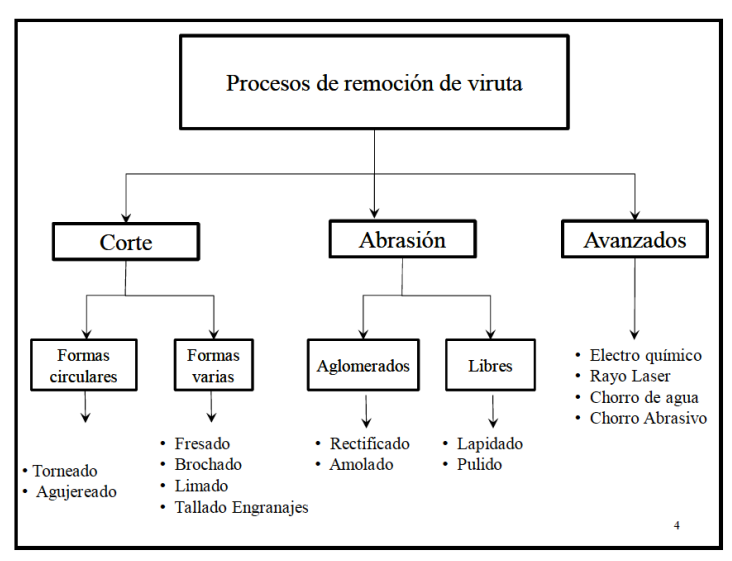 Procesos de remoción de viruta
Corte
Abrasión
Avanzados
Formas
circulares
Formas
varias
Aglomerados
Libres
• Torneado
• Agujereado
• Fresado
• Brochado
• Limado
• Tallado Engranajes
• Rectificado
• Amolado
• Lapidado
• Pulido
• Electro químico
• Rayo Laser
• Chorro de agua
• Chorro Abrasivo
4